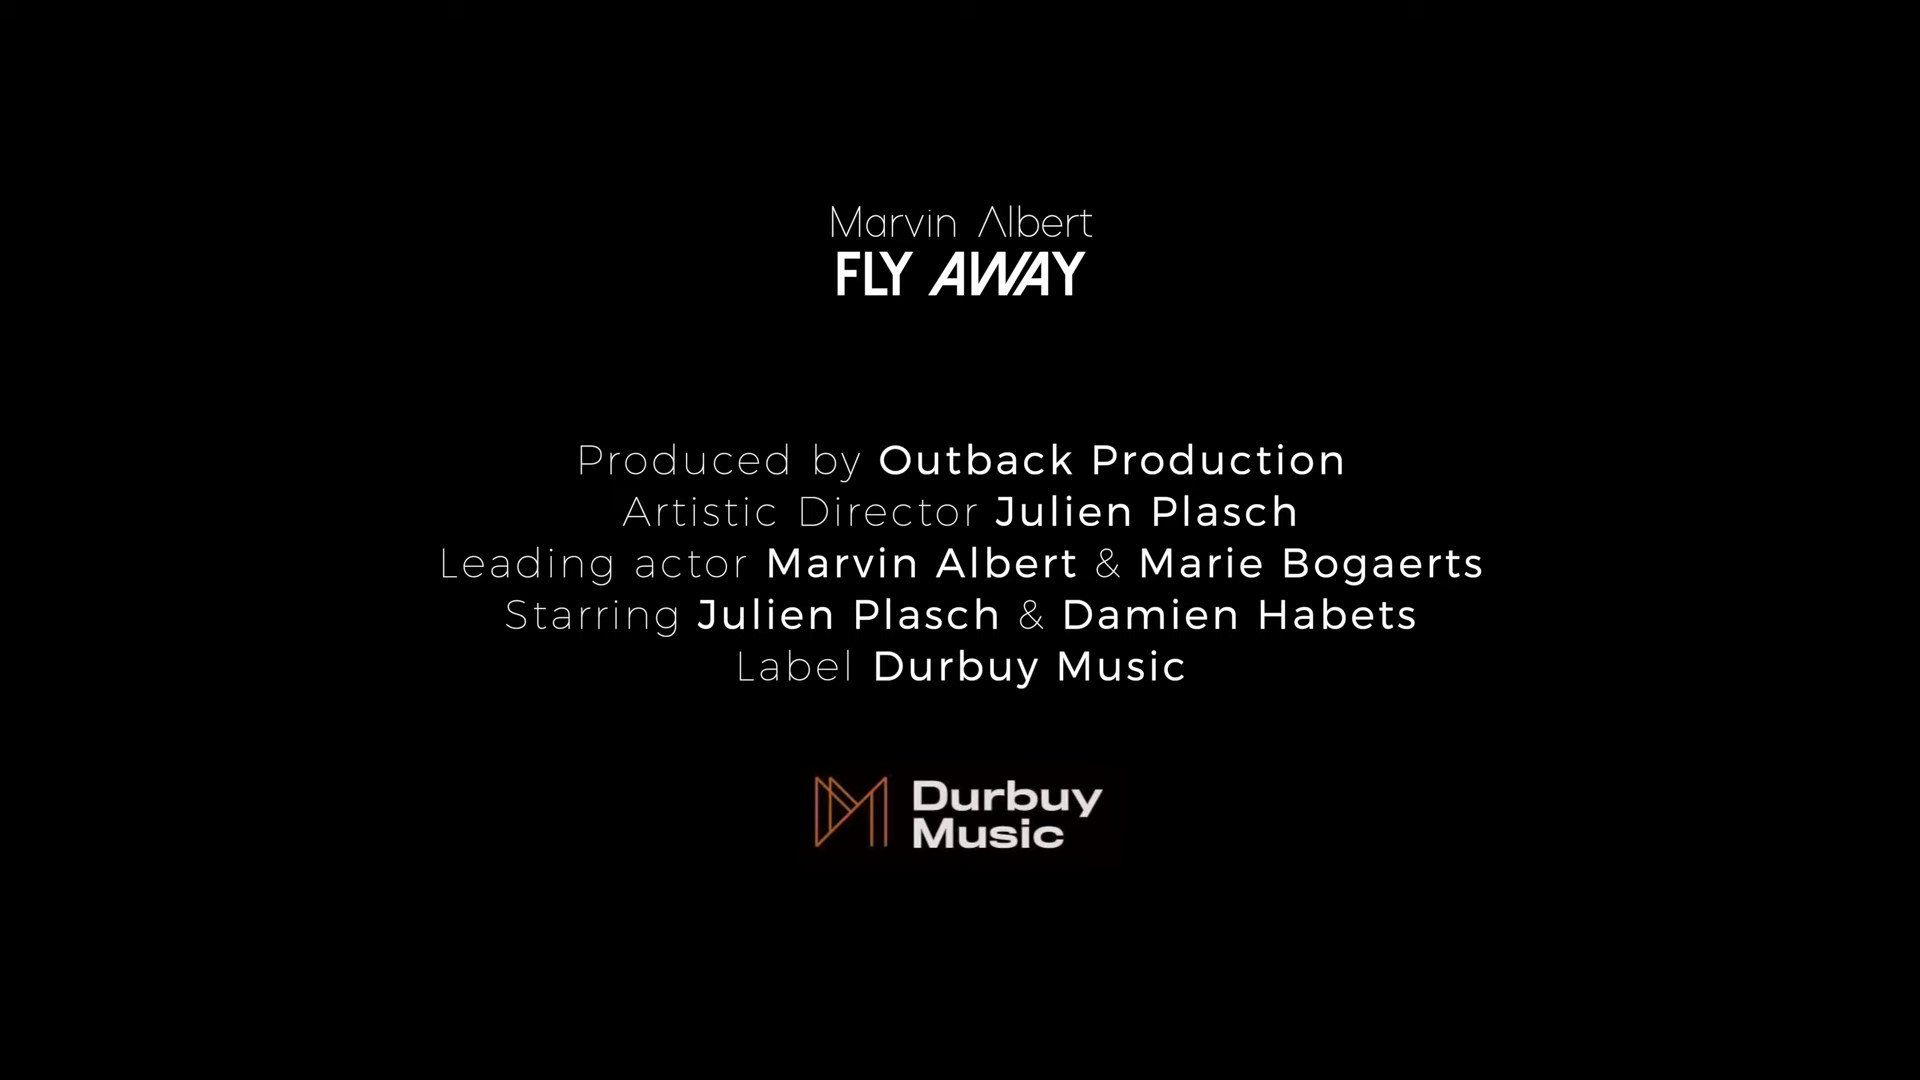 Marvin Albert
FLY AWAY
Produced by Outback Production
Artistic Director Julien Plasch
Leading actor Marvin Albert & Marie Bogaerts
Starring Julien Plasch & Damien Habets
Label Durbuy Music
Durbuy
Music